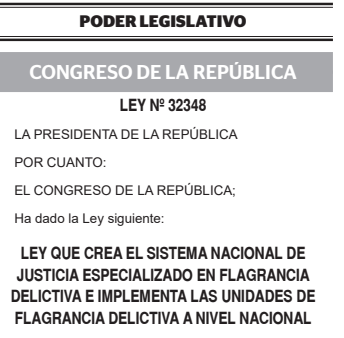 PODER LEGISLATIVO
CONGRESO DE LA REPÚBLICA
LEY Nº 32348
LA PRESIDENTA DE LA REPÚBLICA
POR CUANTO:
EL CONGRESO DE LA REPÚBLICA;
Ha dado la Ley siguiente:
LEY QUE CREA EL SISTEMA NACIONAL DE
JUSTICIA ESPECIALIZADO EN FLAGRANCIA
DELICTIVA E IMPLEMENTA LAS UNIDADES DE
FLAGRANCIA DELICTIVA A NIVEL NACIONAL